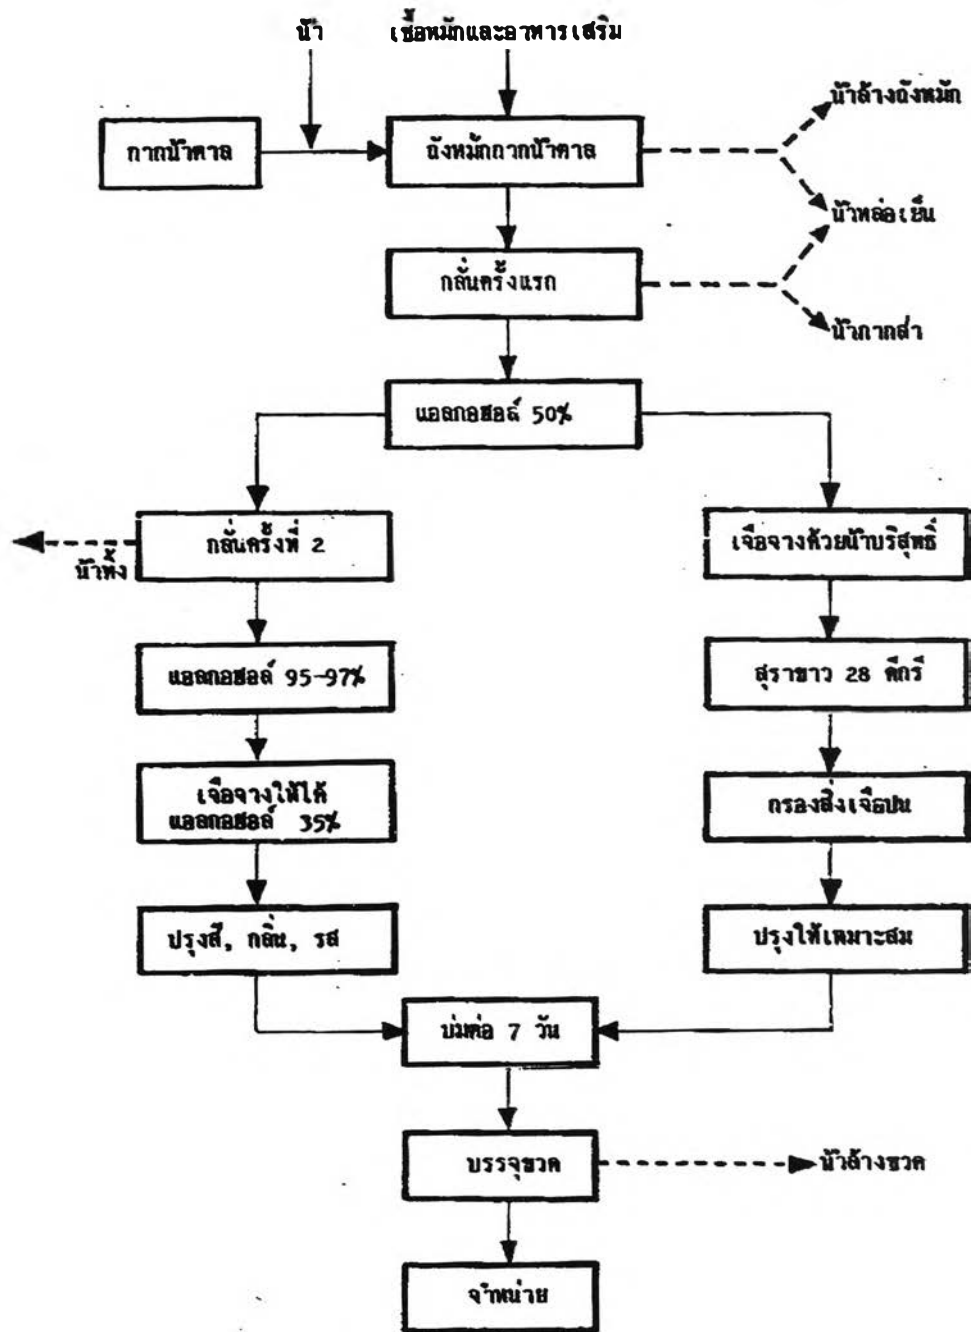 น้ำ
เชื้อหมักและอาหารเสริม
น้ำล้างถังหมัก
กากน้ำตาล
ถังหมักกากน้ำตาล
น้ำหล่อเย็น
กลั่นครั้งแรก
น้ำกากส่า
แอลกอฮอล์ 50%
กลั่นครั้งที่ 2
เจือจางด้วยน้ำบริสุทธิ์
น้ำทิ้ง
แอลกอฮอล์ 95-97%
สุราขาว 28 ดีกรี
เจือจางให้ได้
แอลกอฮอล์ 35%
กรองสิ่งเจือปน
ปรุงสี, กลิ่น, รส
ปรุงให้เหมาะสม
บ่มต่อ 7 วัน
บรรจุขวด
น้ำล้างขวด
จำหน่าย